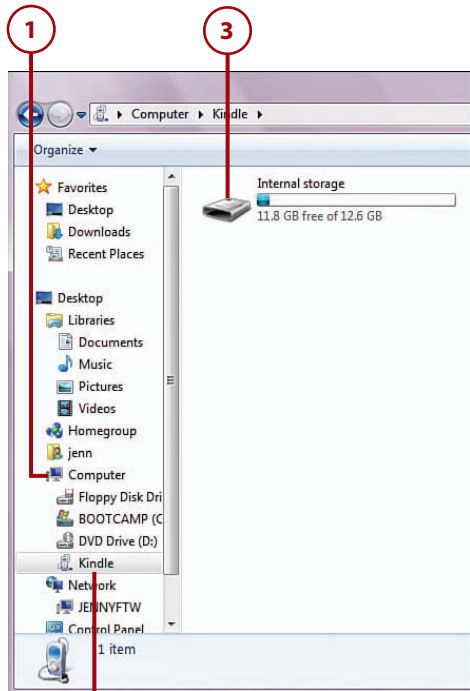 1
3
Computer ▸ Kindle ▸
Organize
Favorites
Desktop
Downloads
Recent Places
Desktop
Libraries
Documents
Music
Pictures
Videos
Homegroup
jenn
Computer
Floppy Disk Dri
BOOTCAMP (C
DVD Drive (D:)
Kindle
Network
JENNYFTW
Control Panel
Internal storage
11.8 GB free of 12.6 GB
1 item